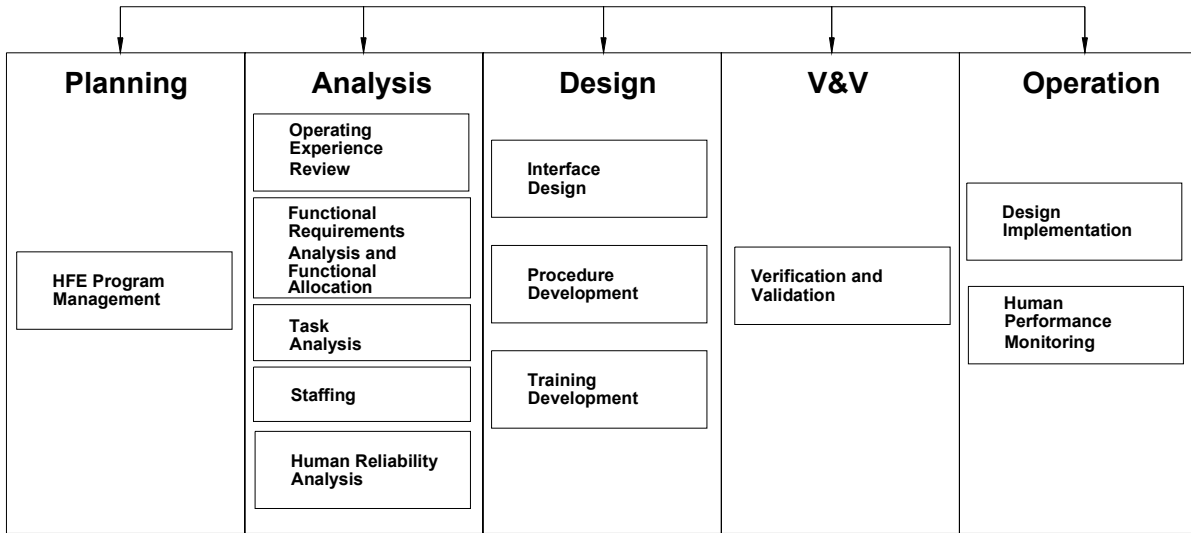 Planning
HFE Program
Management
Analysis
Operating
Experience
Review
Functional
Requirements
Analysis and
Functional
Allocation
Task
Analysis
Staffing
Human Reliability
Analysis
Design
Interface
Design
Procedure
Development
Training
Development
V&V
Verification and
Validation
Operation
Design
Implementation
Human
Performance
Monitoring